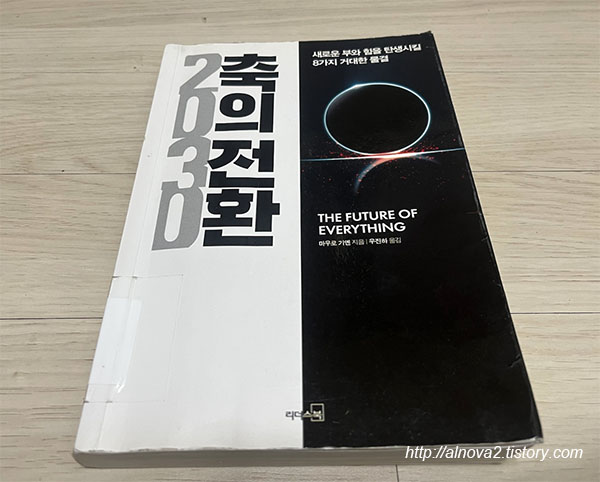 2030
축의 전환
새로운 부와 힘을 탄생시킬
8가지 거대한 물결
THE FUTURE OF
EVERYTHING
마우로 기옌 지음 | 우진하 옮김
리더스북
http://alnova2.tistory.com